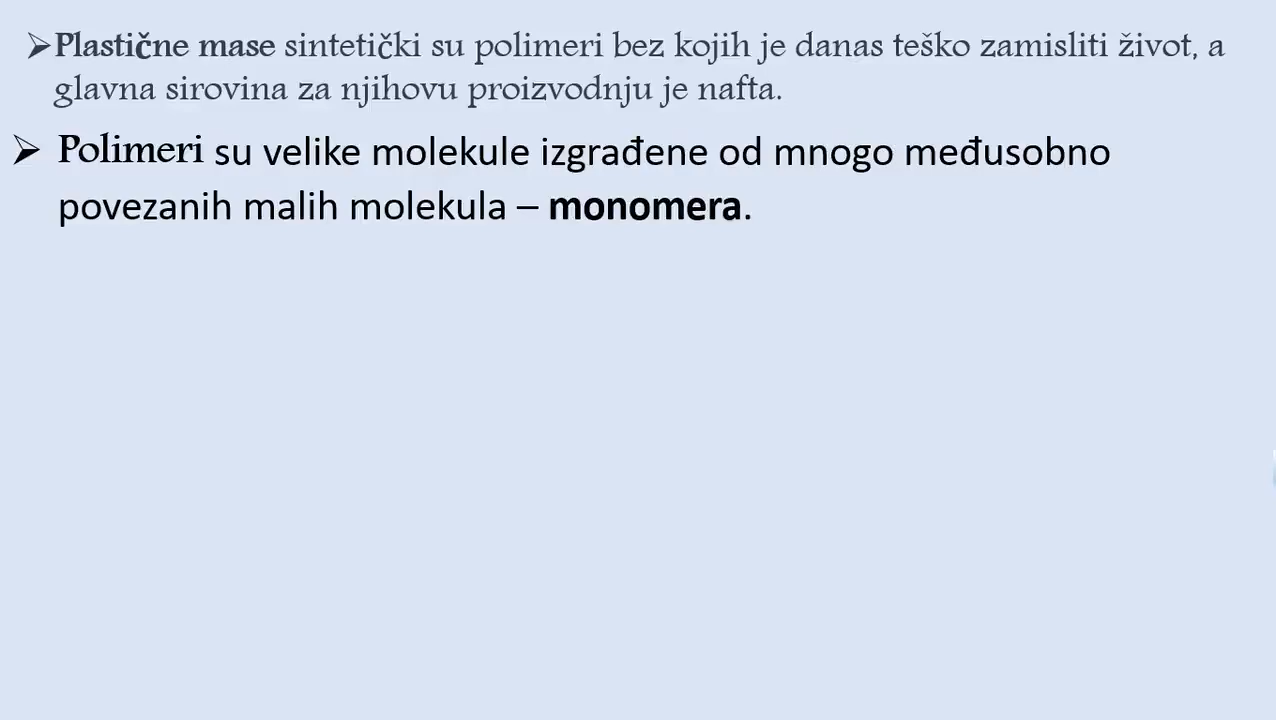 ➢Plastične mase sintetički su polimeri bez kojih je danas teško zamisliti život, a
glavna sirovina za njihovu proizvodnju je nafta.
➢ Polimeri su velike molekule izgrađene od mnogo međusobno
povezanih malih molekula – monomera.